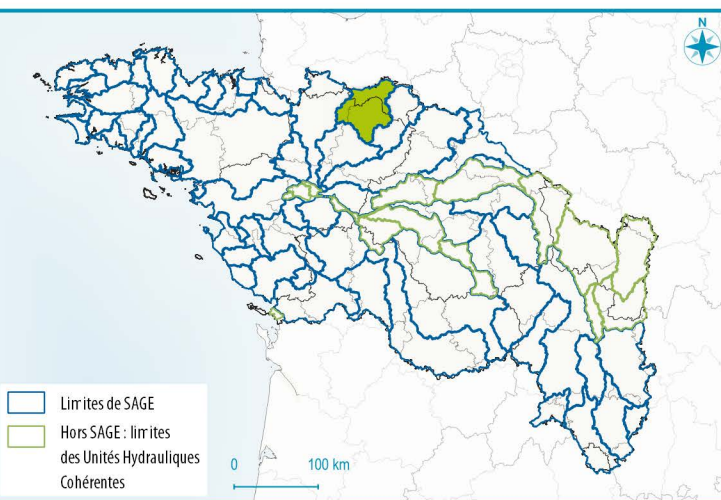 N
Limites de SAGE
Hors SAGE : limites
des Unités Hydrauliques
Cohérentes
0 100 km